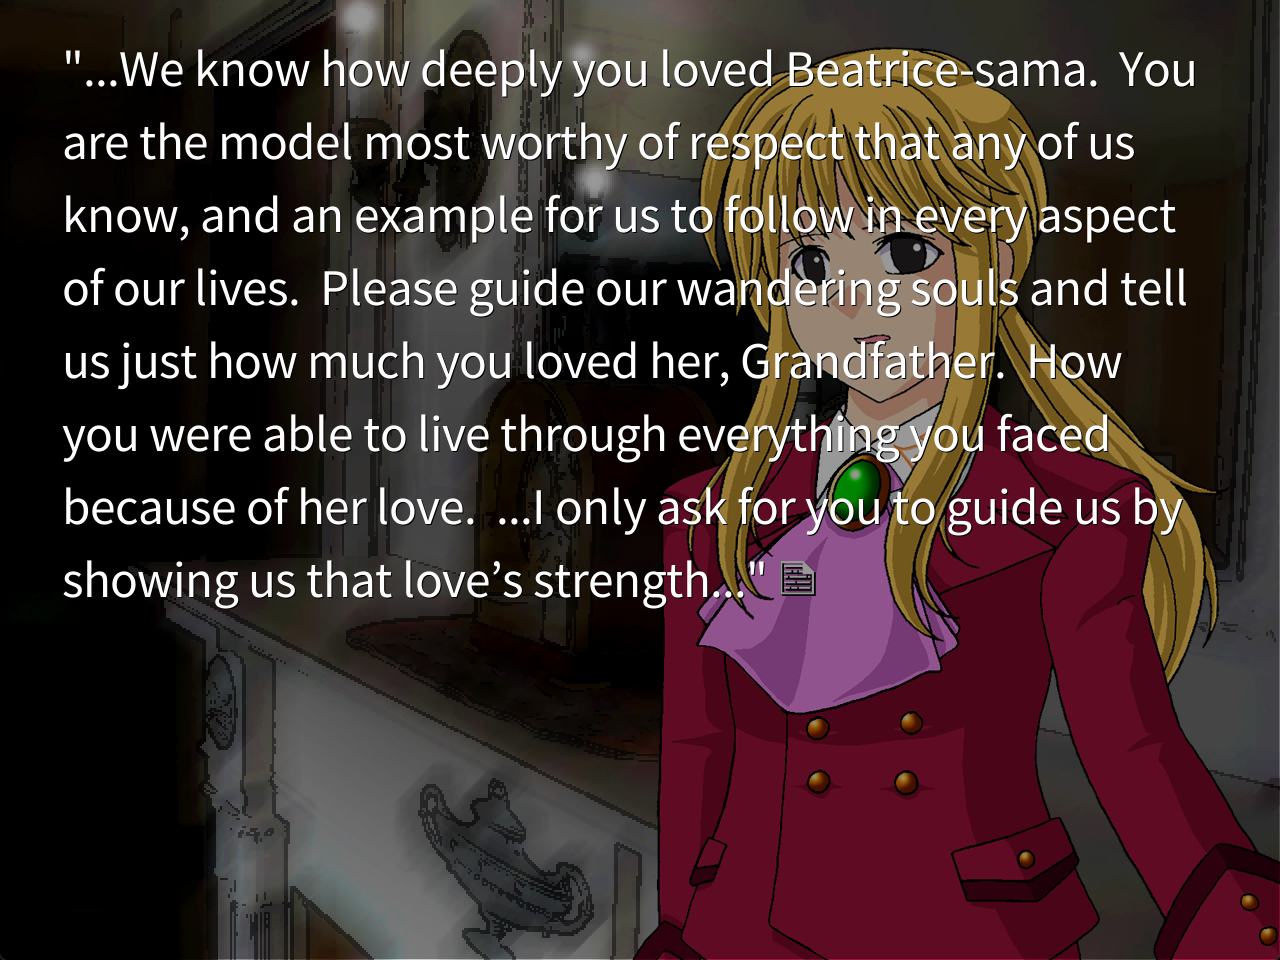 "...We know how deeply you loved Beatrice-sama.  You
are the model most worthy of respect that any of us
know, and an example for us to follow in every aspect
of our lives.  Please guide our wandering souls and tell
us just how much you loved her, Grandfather.  How
you were able to live through everything you faced
because of her love.  ...I only ask for you to guide us by
showing us that love’s strength..."